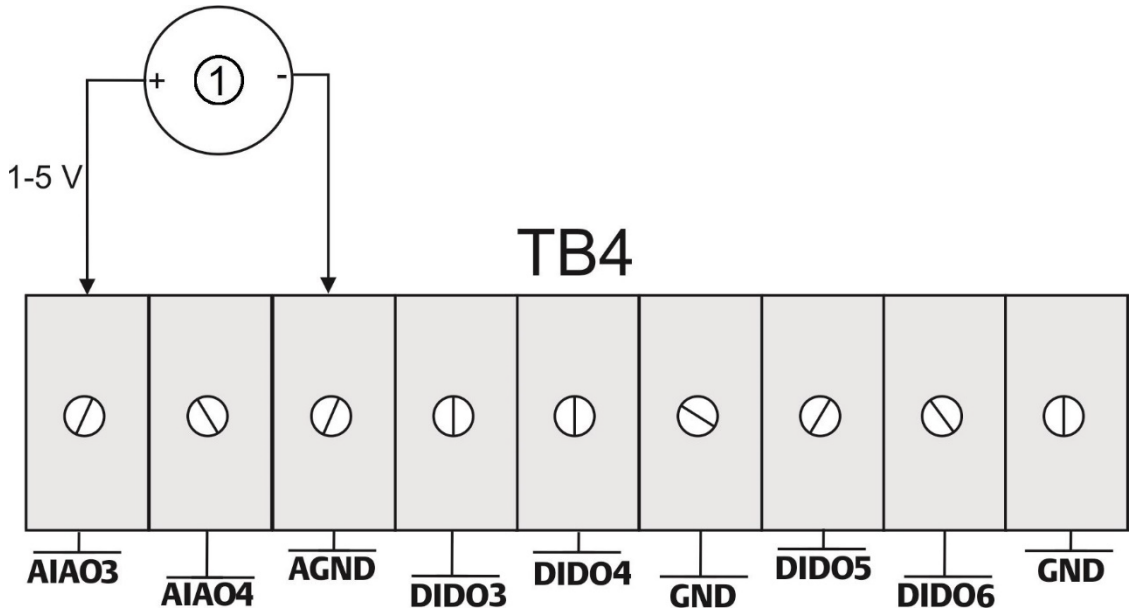 + 1 -
1-5 V
TB4
AIAO3 AIAO4 AGND DIDO3 DIDO4 GND DIDO5 DIDO6 GND